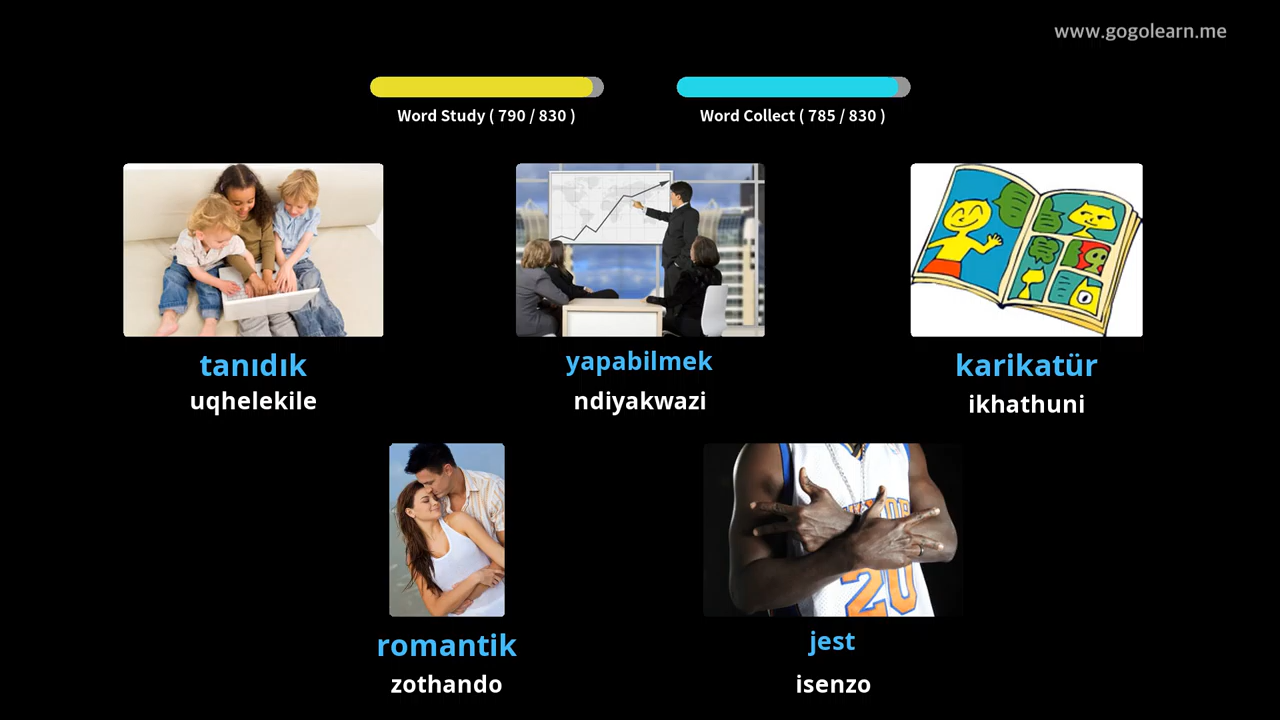 www.gogolearn.me
Word Study ( 790 / 830 )
Word Collect ( 785 / 830 )
tanıdık
uqhelekile
yapabilmek
ndiyakwazi
karikatür
ikhathuni
romantik
zothando
jest
isenzo
20